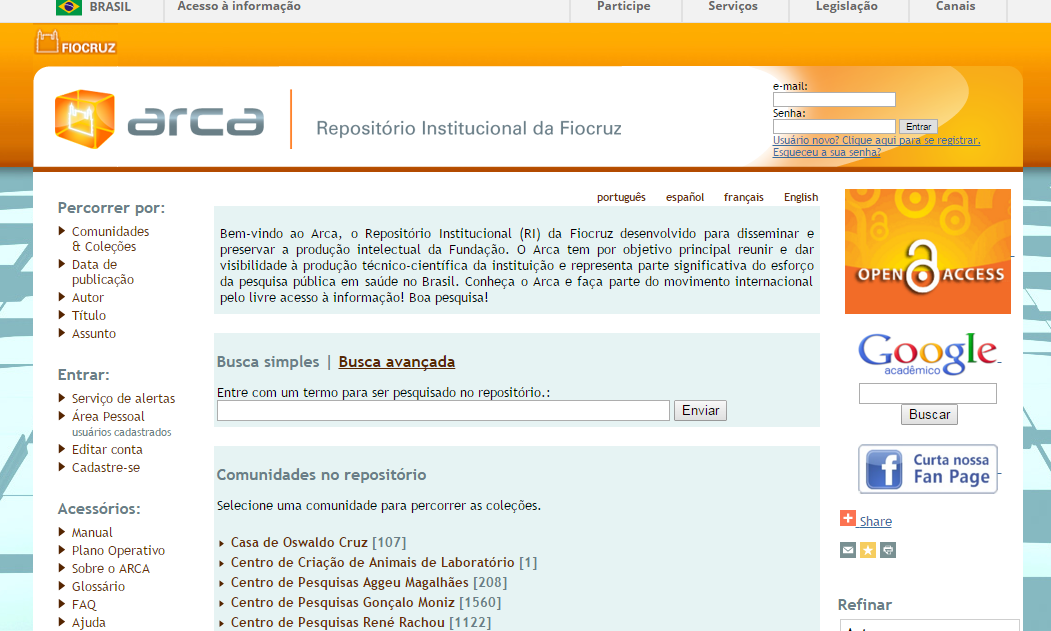 BRASIL
Acesso à informação
Participe
Serviços
Legislação
Canais
FIOCRUZ
arca
Repositório Institucional da Fiocruz
e-mail:
Senha:
Entrar
Usuário novo? Clique aqui para se registrar.
Esqueceu a sua senha?
português español français English
Percorrer por:
Comunidades
& Coleções
Data de
publicação
Autor
Título
Assunto
Entrar:
Serviço de alertas
Área Pessoal
usuários cadastrados
Editar conta
Cadastre-se
Acessórios:
Manual
Plano Operativo
Sobre o ARCA
Glossário
FAQ
Ajuda
Bem-vindo ao Arca, o Repositório Institucional (RI) da Fiocruz desenvolvido para disseminar e
preservar a produção intelectual da Fundação. O Arca tem por objetivo principal reunir e dar
visibilidade à produção técnico-científica da instituição e representa parte significativa do esforço
da pesquisa pública em saúde no Brasil. Conheça o Arca e faça parte do movimento internacional
pelo livre acesso à informação! Boa pesquisa!
Busca simples | Busca avançada
Entre com um termo para ser pesquisado no repositório.:
Enviar
Comunidades no repositório
Selecione uma comunidade para percorrer as coleções.
Casa de Oswaldo Cruz [107]
Centro de Criação de Animais de Laboratório [1]
Centro de Pesquisas Aggeu Magalhães [208]
Centro de Pesquisas Gonçalo Moniz [1560]
Centro de Pesquisas René Rachou [1122]
OPEN ACCESS
Google
acadêmico
Buscar
Curta nossa
Fan Page
Share
Refinar